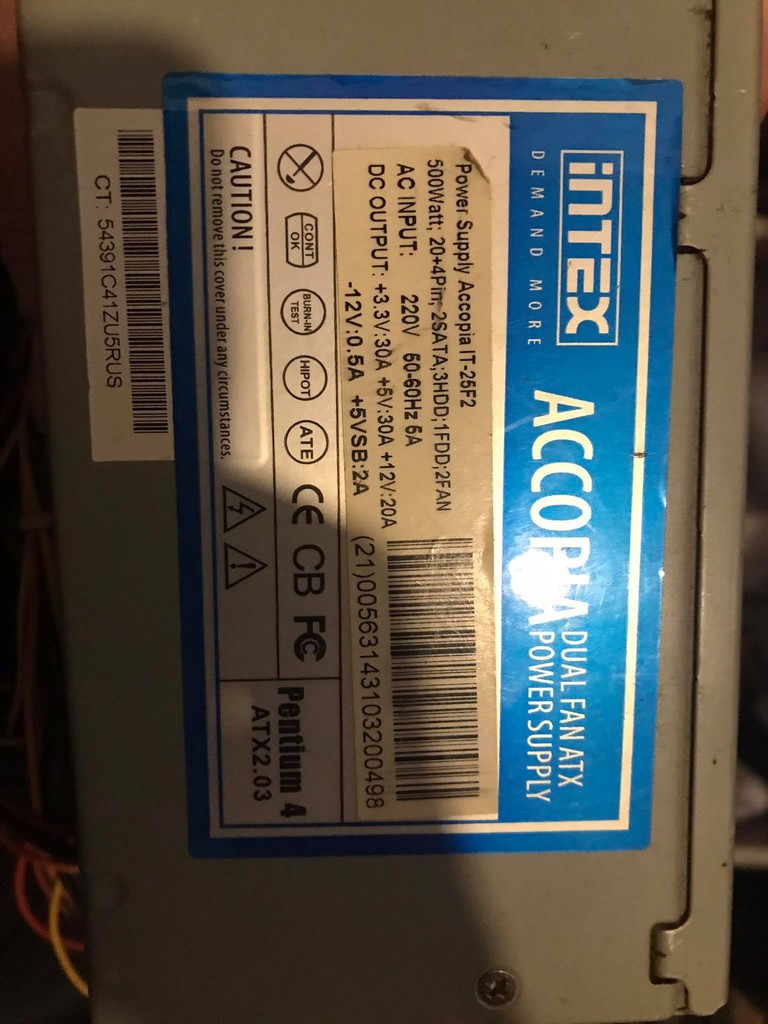 iNTEX
DEMAND MORE
ACCOPIA
DUAL FAN ATX
POWER SUPPLY
Power Supply Accopia IT-25F2
500Watt; 20+4Pin; 2SATA;3HDD;1FDD;2FAN
AC INPUT: 220V 50-60Hz 6A
DC OUTPUT: +3.3V:30A +5V:30A +12V:20A
-12V:0.5A +5VSB:2A
(21)0056314310320049​8
CONT
OK
BURN-IN
TEST
HIPOT
ATE
CE CB FC
Pentium 4
ATX2.03
CAUTION!
Do not remove this cover under any circumstances.
CT: 54391C41ZU5RUS